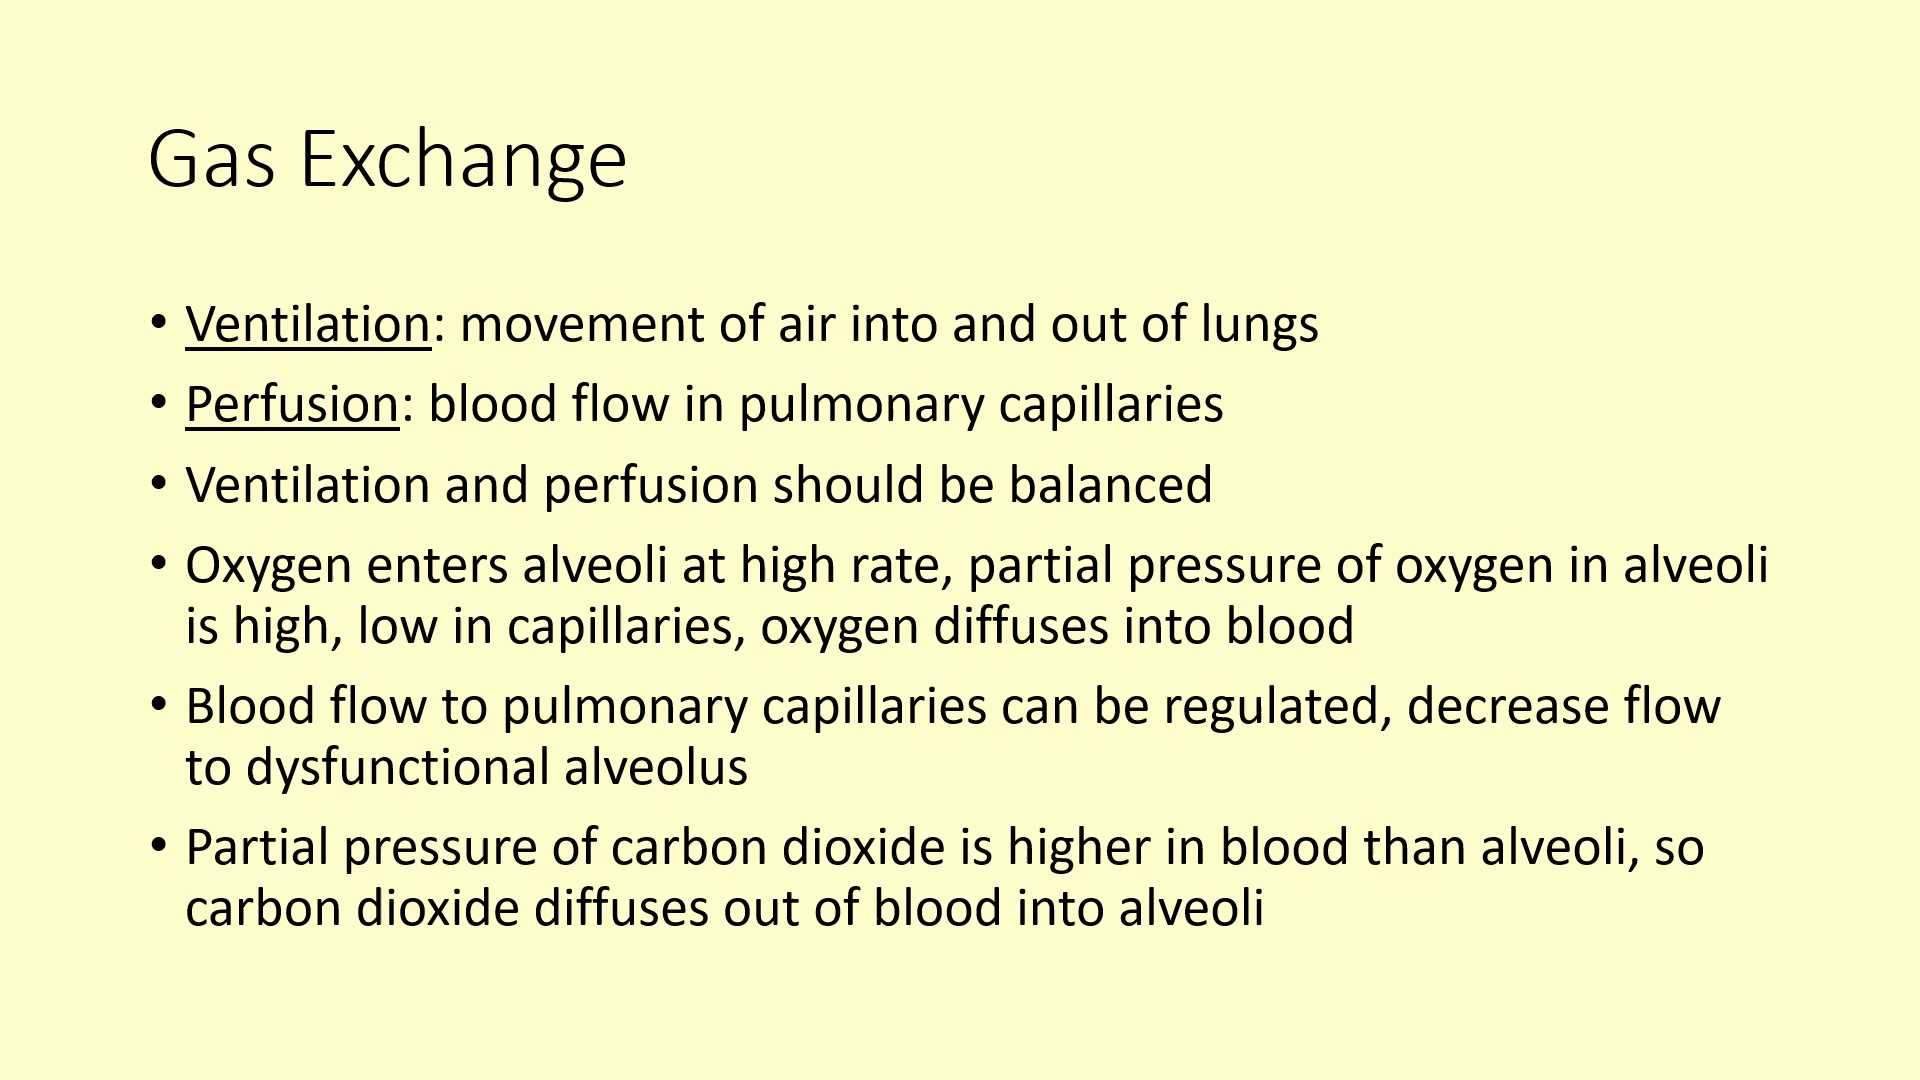 Gas Exchange
• Ventilation: movement of air into and out of lungs
• Perfusion: blood flow in pulmonary capillaries
• Ventilation and perfusion should be balanced
• Oxygen enters alveoli at high rate, partial pressure of oxygen in alveoli
is high, low in capillaries, oxygen diffuses into blood
• Blood flow to pulmonary capillaries can be regulated, decrease flow
to dysfunctional alveolus
• Partial pressure of carbon dioxide is higher in blood than alveoli, so
carbon dioxide diffuses out of blood into alveoli